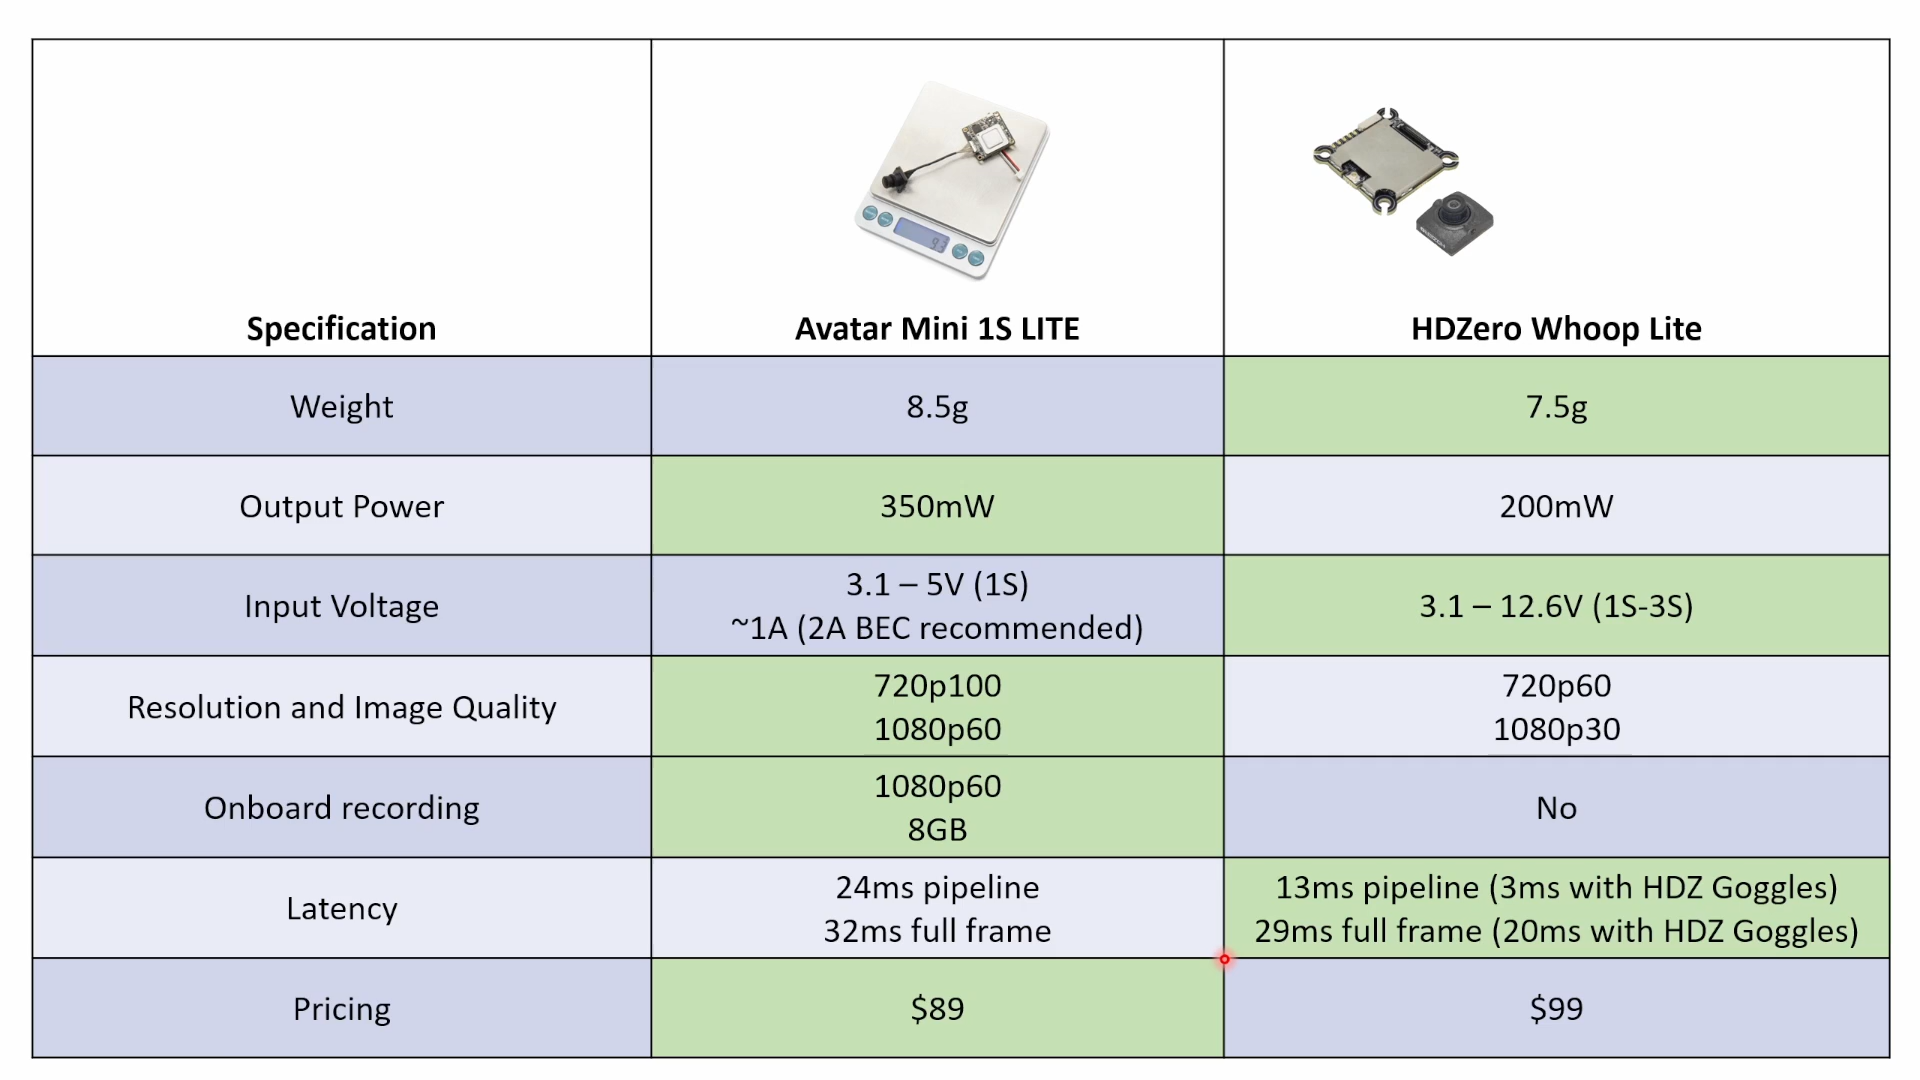 Specification
Avatar Mini 1S LITE
HDZero Whoop Lite
Weight
8.5g
7.5g
Output Power
350mW
200mW
Input Voltage
3.1 – 5V (1S)
~1A (2A BEC recommended)
3.1 – 12.6V (1S-3S)
Resolution and Image Quality
720p100
1080p60
720p60
1080p30
Onboard recording
1080p60
8GB
No
Latency
24ms pipeline
32ms full frame
13ms pipeline (3ms with HDZ Goggles)
29ms full frame (20ms with HDZ Goggles)
Pricing
$89
$99